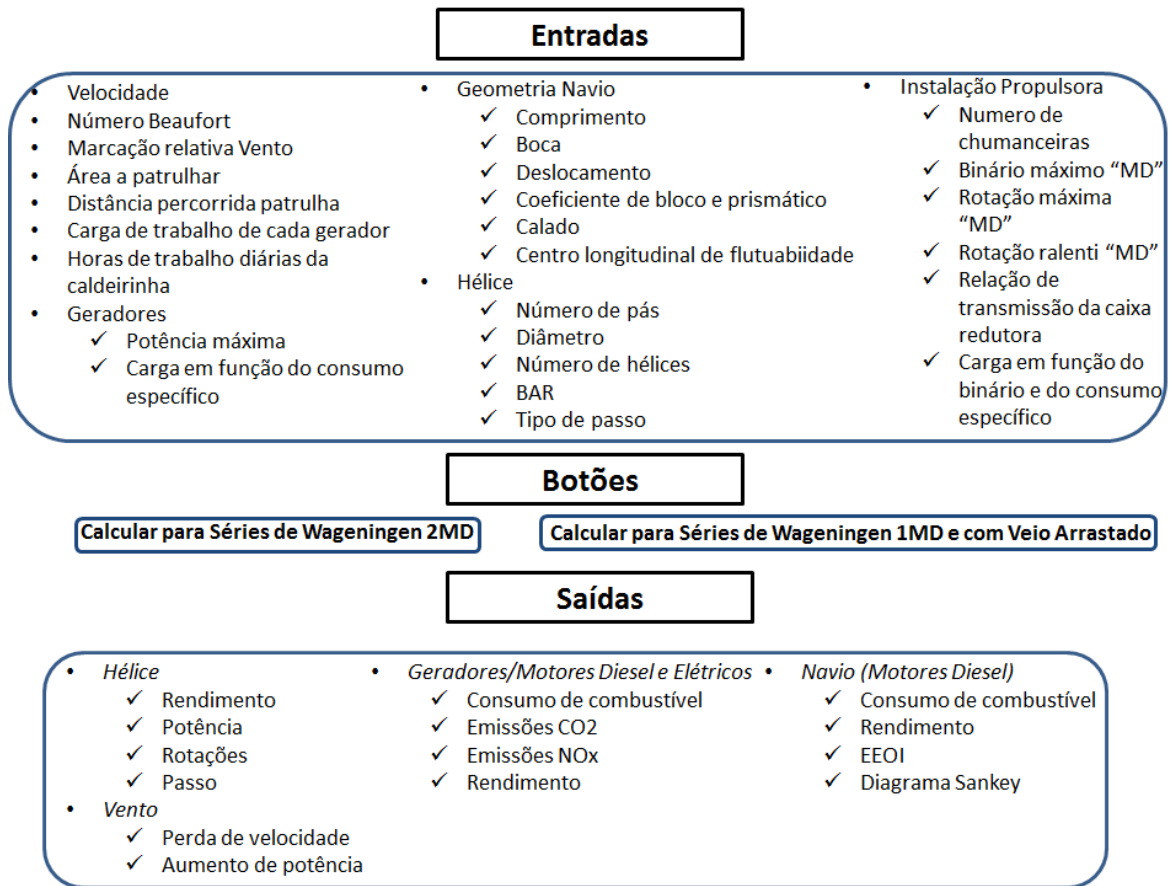 Entradas
• Velocidade
• Número Beaufort
• Marcação relativa Vento
• Área a patrulhar
• Distância percorrida patrulha
• Carga de trabalho de cada gerador
• Horas de trabalho diárias da
caldeirinha
• Geradores
✓ Potência máxima
✓ Carga em função do consumo
específico
• Geometria Navio
✓ Comprimento
✓ Boca
✓ Deslocamento
✓ Coeficiente de bloco e prismático
✓ Calado
✓ Centro longitudinal de flutuabiidade
• Hélice
✓ Número de pás
✓ Diâmetro
✓ Número de hélices
✓ BAR
✓ Tipo de passo
• Instalação Propulsora
✓ Numero de
chumanceiras
✓ Binário máximo “MD”
✓ Rotação máxima
“MD”
✓ Rotação ralenti “MD”
✓ Relação de
transmissão da caixa
redutora
✓ Carga em função do
binário e do consumo
específico
Botões
Calcular para Séries de Wageningen 2MD
Calcular para Séries de Wageningen 1MD e com Veio Arrastado
Saídas
• Hélice
✓ Rendimento
✓ Potência
✓ Rotações
✓ Passo
• Vento
✓ Perda de velocidade
✓ Aumento de potência
• Geradores/Motores Diesel e Elétricos
✓ Consumo de combustível
✓ Emissões CO2
✓ Emissões NOx
✓ Rendimento
• Navio (Motores Diesel)
✓ Consumo de combustível
✓ Rendimento
✓ EEOI
✓ Diagrama Sankey